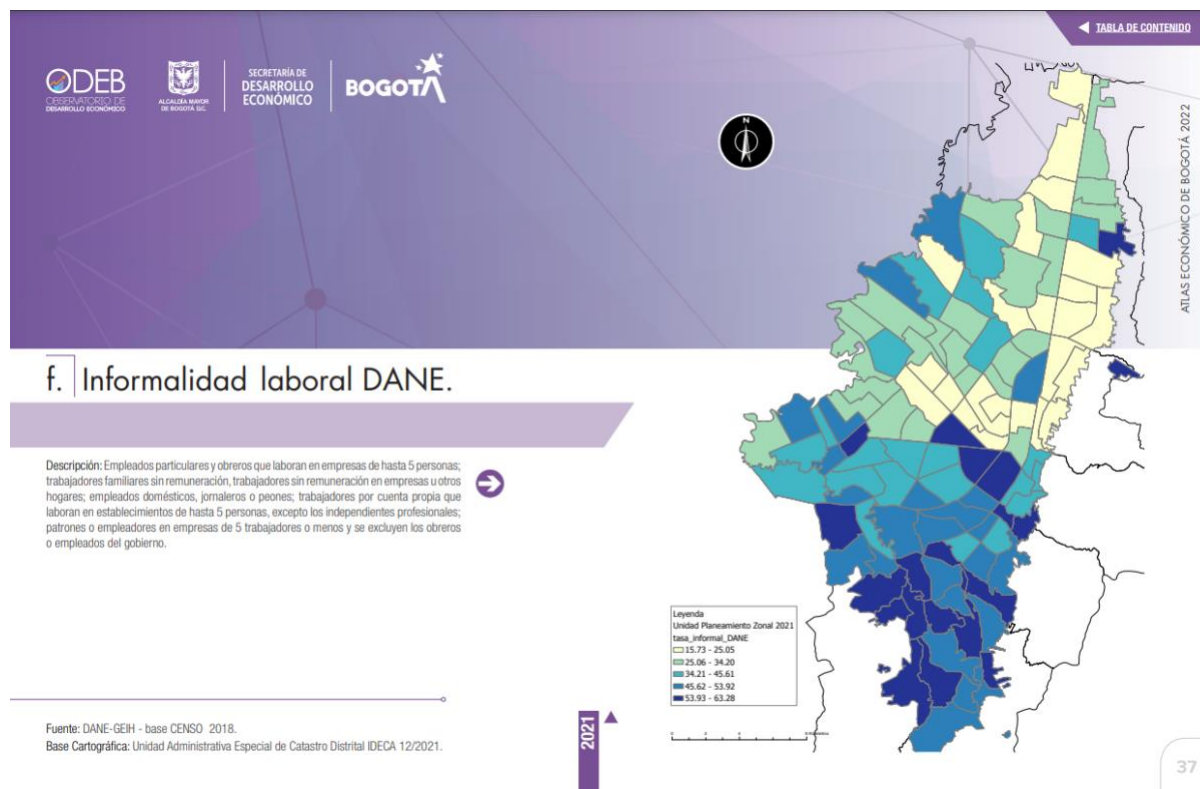 TABLA DE CONTENIDO
ODEB
OBSERVATORIO DE
DESARROLLO ECONÓMICO
ALCALDÍA MAYOR
DE BOGOTÁ D.C.
SECRETARÍA DE
DESARROLLO
ECONÓMICO
BOGOTÁ
N
ATLAS ECONÓMICO DE BOGOTÁ 2022
f. Informalidad laboral DANE.
Descripción: Empleados particulares y obreros que laboran en empresas de hasta 5 personas;
trabajadores familiares sin remuneración, trabajadores sin remuneración en empresas u otros
hogares; empleados domésticos, jornaleros o peones; trabajadores por cuenta propia que
laboran en establecimientos de hasta 5 personas, excepto los independientes profesionales;
patrones o empleadores en empresas de 5 trabajadores o menos y se excluyen los obreros
o empleados del gobierno.
Leyenda
Unidad Planeamiento Zonal 2021
tasa_informal_DANE
15.73 - 25.05
25.06 - 34.20
34.21 - 45.61
45.62 - 53.92
53.93 - 63.28
Fuente: DANE-GEIH - base CENSO 2018.
Base Cartográfica: Unidad Administrativa Especial de Catastro Distrital IDECA 12/2021.
2021
37